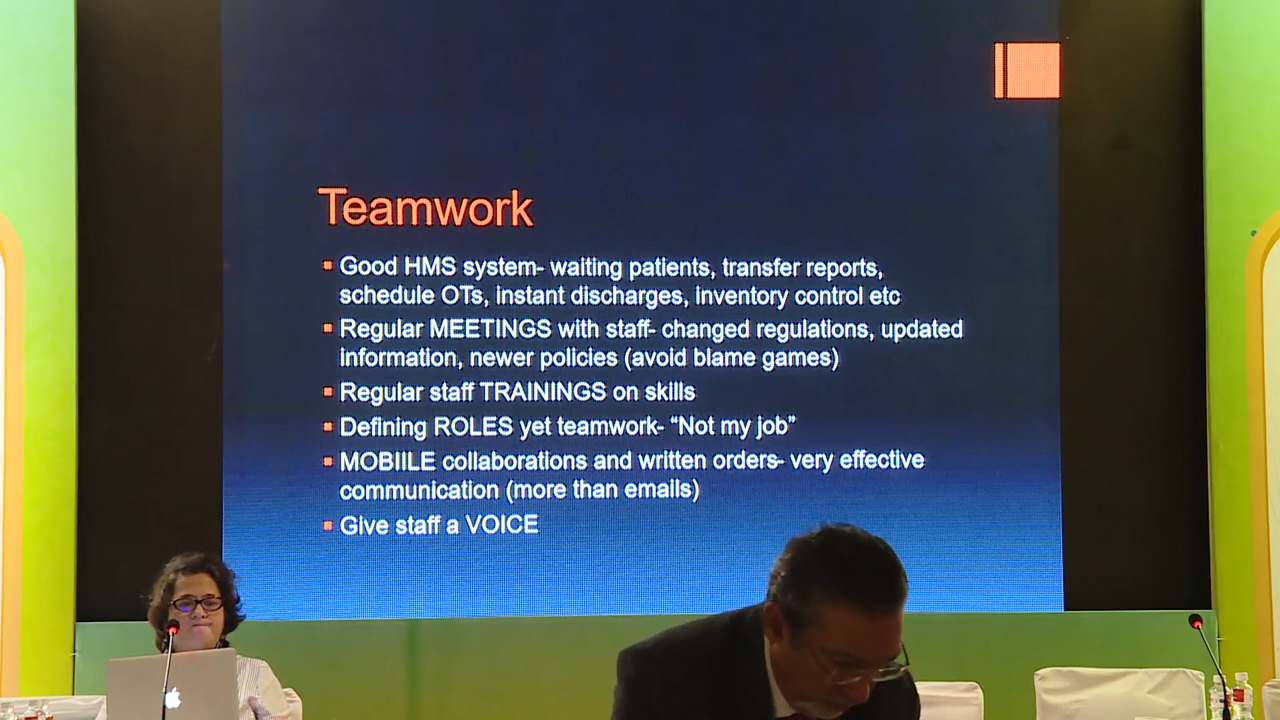 Teamwork
Good HMS system- waiting patients, transfer reports,
schedule OTs, instant discharges, inventory control etc
Regular MEETINGS with staff- changed regulations, updated
information, newer policies (avoid blame games)
Regular staff TRAININGS on skills
Defining ROLES yet teamwork- “Not my job”
MOBIILE collaborations and written orders- very effective
communication (more than emails)
Give staff a VOICE